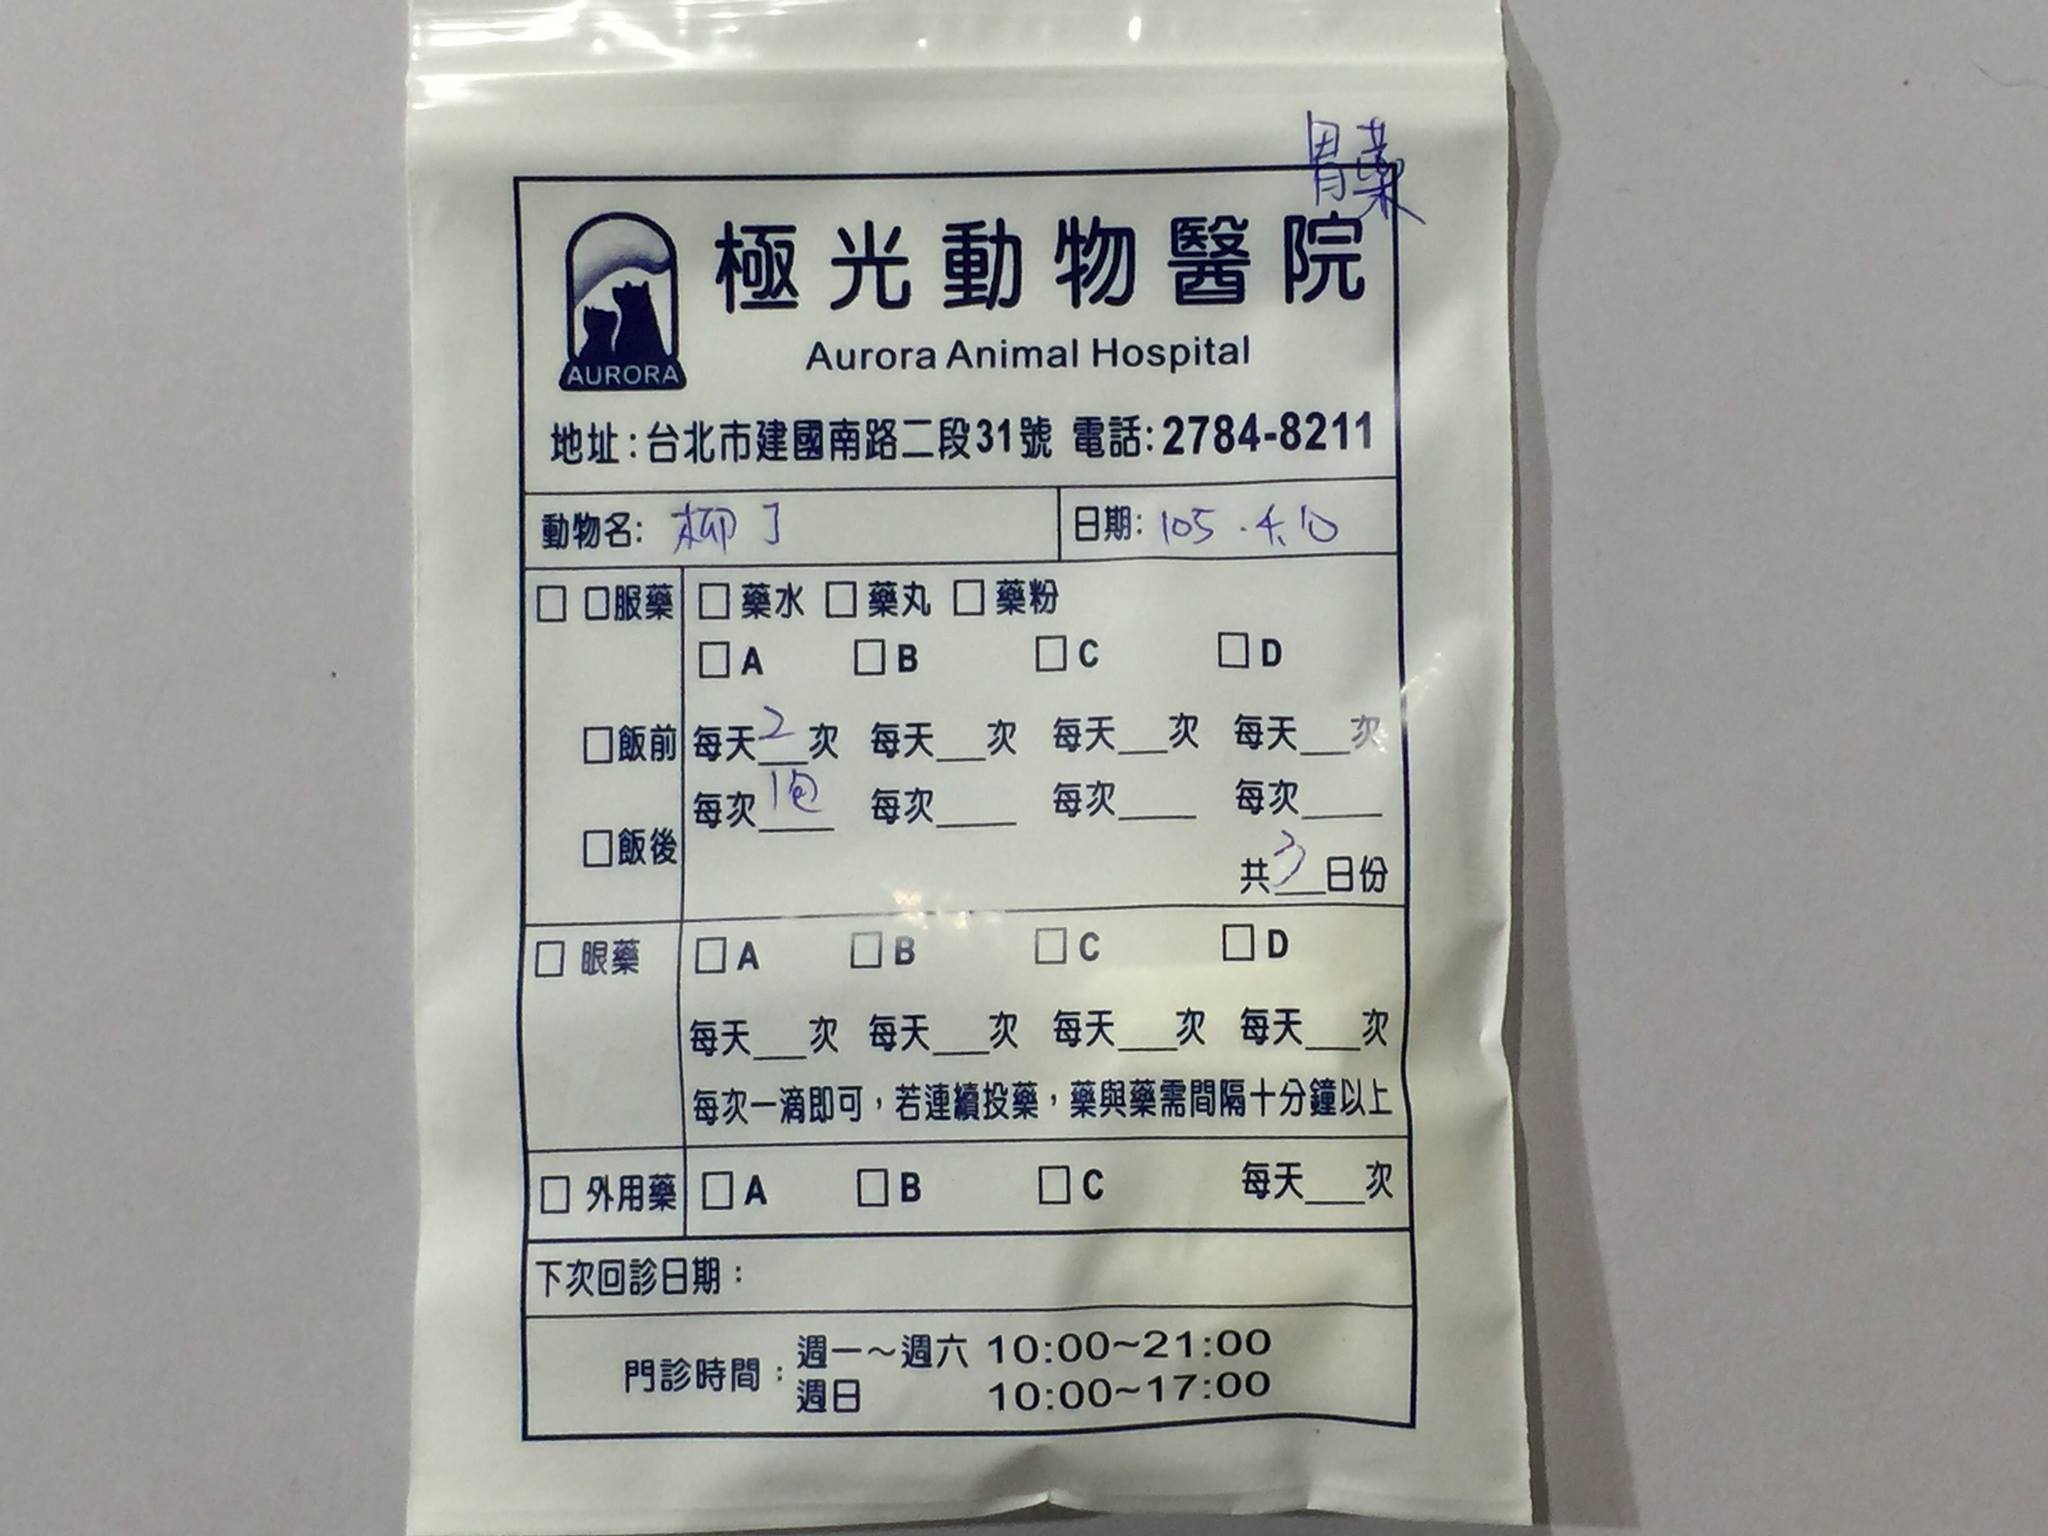 胃藥
極光動物醫院
AURORA
Aurora Animal Hospital
地址:台北市建國南路二段31號 電話:2784-8211
動物名: 柳丁 日期: 105.4.10
□ 口服藥 □ 藥水 □ 藥丸 □ 藥粉
□ A □ B □ C □ D
□飯前 每天2次 每天__次 每天__次 每天__次
每次1包 每次___ 每次___ 每次___
□飯後
共3日份
□ 眼藥 □ A □ B □ C □ D
每天__次 每天__次 每天__次 每天__次
每次一滴即可,若連續投藥,藥與藥需間隔十分鐘以上
□ 外用藥 □ A □ B □ C 每天__次
下次回診日期:
門診時間: 週一~週六 10:00~21:00
週日 10:00~17:00